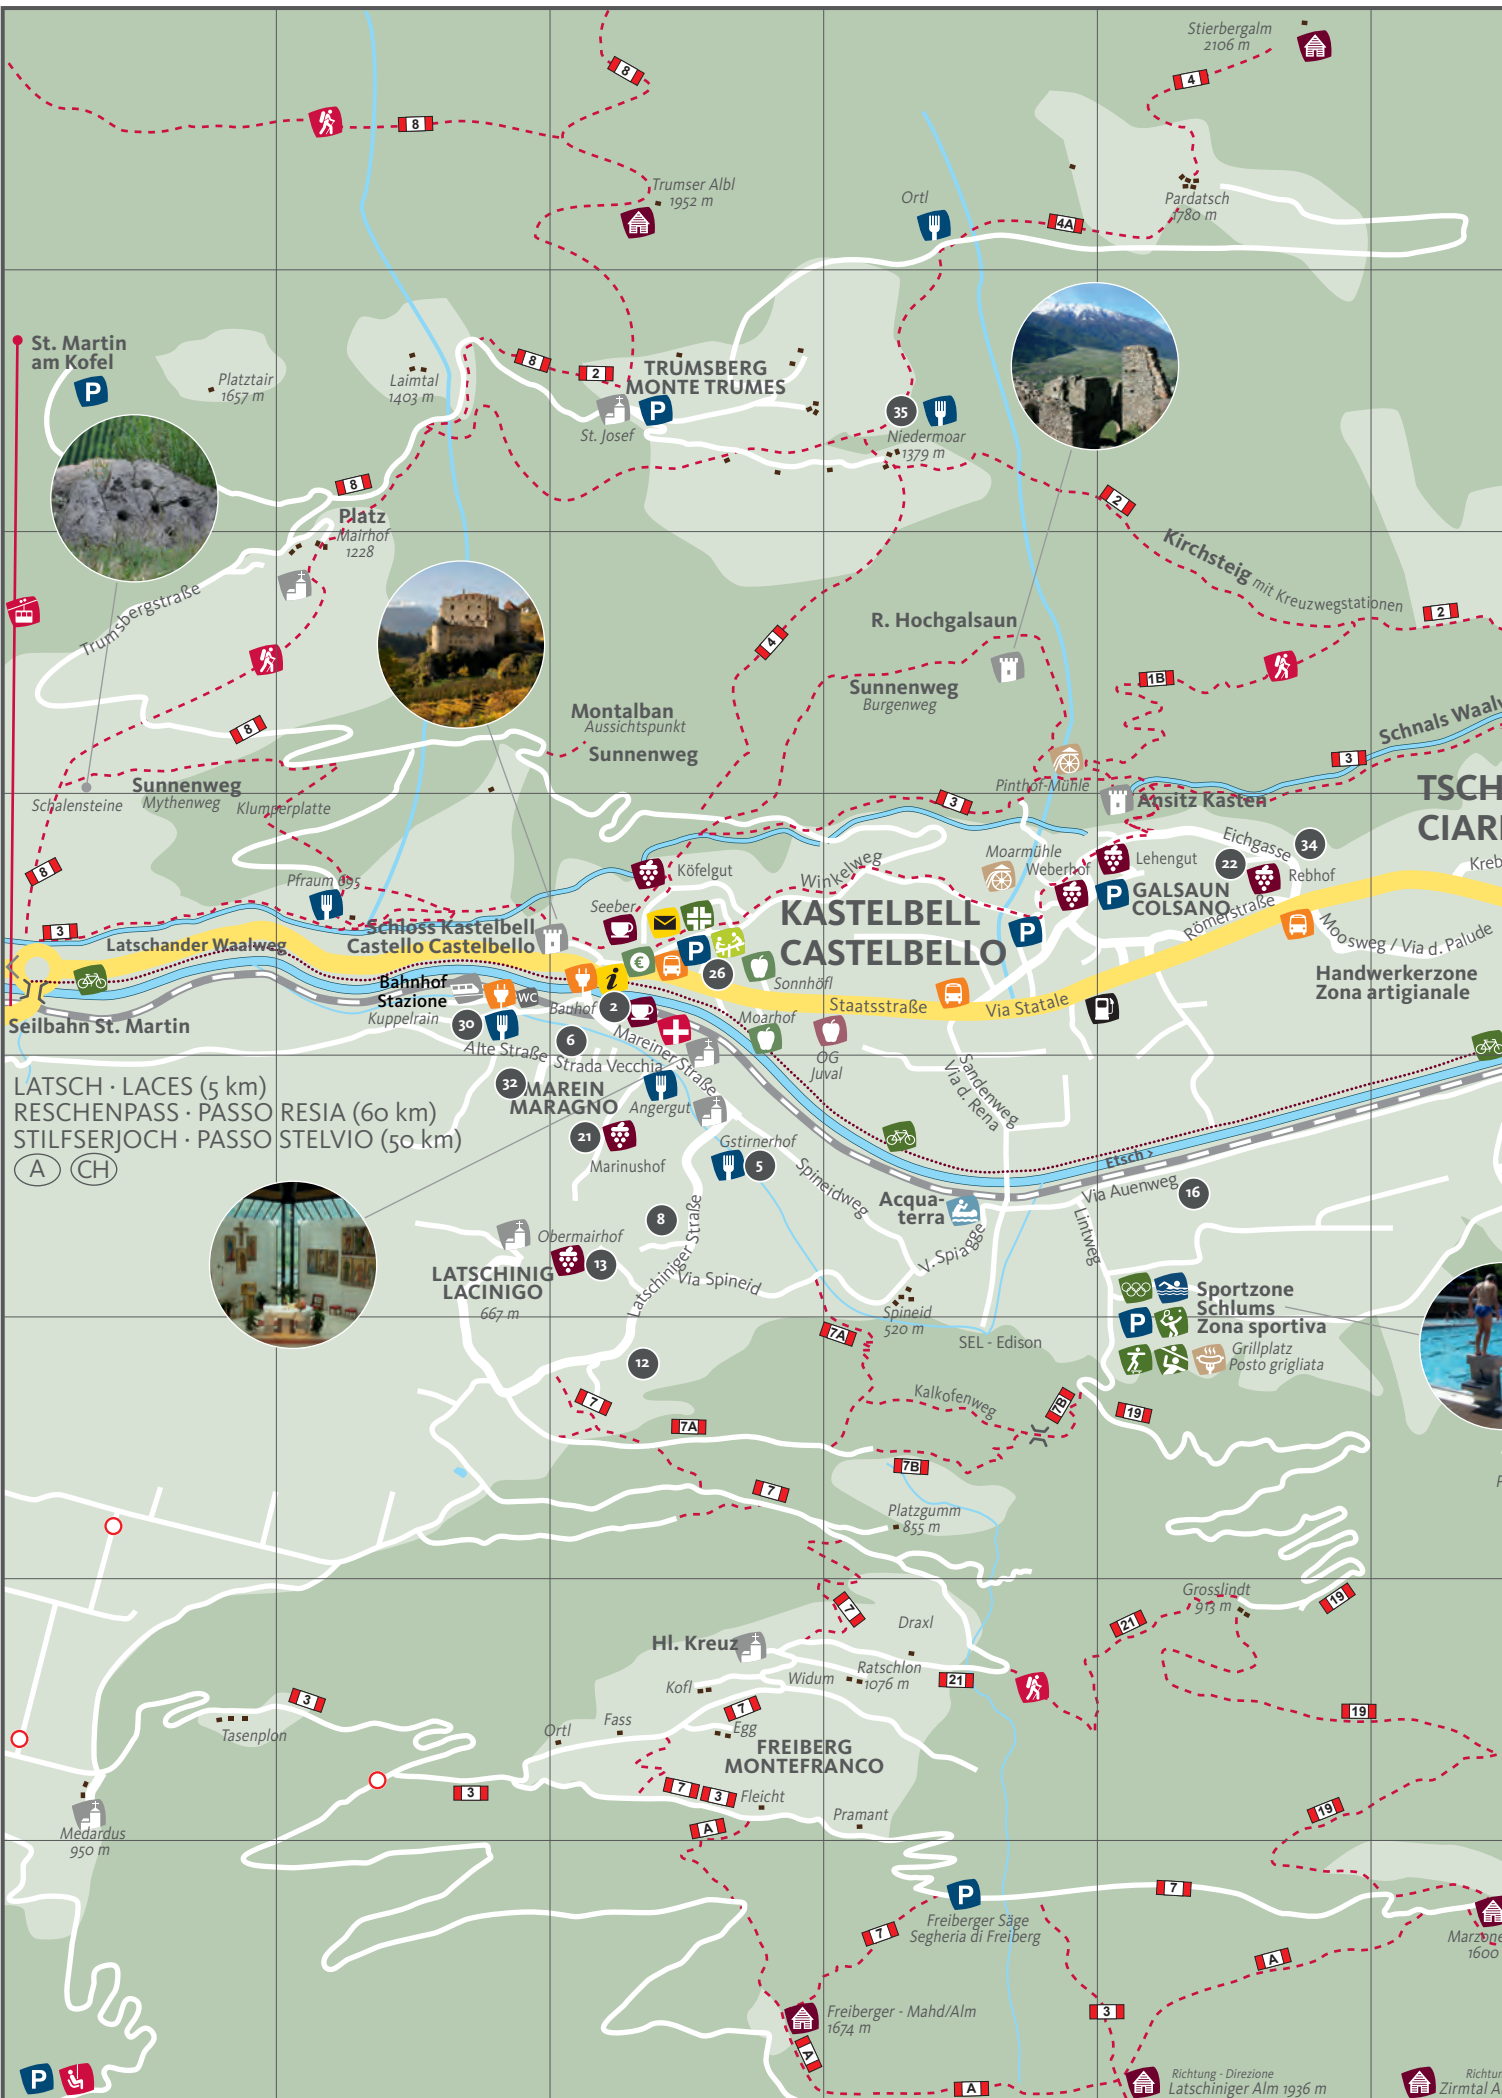 Stierbergalm
2106 m
8
4
8
Trumser Albl
1952 m
Pardatsch
1780 m
Ortl
4A
St. Martin
am Kofel
P
Platztair
1657 m
Laimtal
1403 m
8
2
TRUMSBERG
MONTE TRUMES
P
St. Josef
35
Niedermoar
1379 m
8
2
Platz
Mairhof
1228
Kirchsteig mit Kreuzwegstationen
2
Trumsbergstraße
R. Hochgalsaun
4
1B
Sunnenweg
Burgenweg
Montalban
Aussichtspunkt
Sunnenweg
8
Schnals Waalw
3
Sunnenweg
Mythenweg
Schalensteine
Klumperplatte
Pinthof-Mühle
Ansitz Kasten
TSCH
CIAR
3
8
Köfelgut
Winkelweg
Moarmühle
Weberhof
Lehengut
Eichgasse
34
22
Rebhof
Kreb
Pfraum 695
P
GALSAUN
COLSANO
Römerstraße
Seeber
KASTELBELL
CASTELBELLO
P
Moosweg / Via d. Palude
3
Latschander Waalweg
Schloss Kastelbell
Castello Castelbello
P
€
26
Sonnhöfl
Handwerkerzone
Zona artigianale
Bahnhof
Stazione
Kuppelrain
WC
i
Bauhof
2
Staatsstraße
Via Statale
Seilbahn St. Martin
30
6
Mareiner Straße
Moarhof
OG
Juval
Alte Straße
Strada Vecchia
LATSCH · LACES (5 km)
RESCHENPASS · PASSO RESIA (60 km)
STILFSERJOCH · PASSO STELVIO (50 km)
A CH
32
MAREIN
MARAGNO
Angergut
Sandenweg
Via d. Rena
21
Marinushof
Gstirnerhof
5
Etsch >
Spineidweg
Via Auenweg
16
Acqua-
terra
8
Lintweg
V. Spiagge
Obermairhof
13
LATSCHINIG
LACINIGO
667 m
Latschiniger Straße
Via Spineid
Sportzone
Schlums
Zona sportiva
P
Spineid
520 m
7A
SEL - Edison
Grillplatz
Posto grigliata
12
7
Kalkofenweg
7B
19
7A
7B
7
Platzgumm
855 m
Grosslindt
913 m
19
7
21
Draxl
Hl. Kreuz
Widum
Ratschlon
1076 m
21
Kofl
3
7
19
Tasenplon
Ortl
Fass
Egg
FREIBERG
MONTEFRANCO
3
7
3
Fleicht
19
Pramant
A
Medardus
950 m
P
7
Freiberger Säge
Segheria di Freiberg
7
Marzone
1600
A
Freiberger - Mahd/Alm
1674 m
3
A
P
A
Richtung - Direzione
Latschiniger Alm 1936 m
Richtun
Zirmtal A